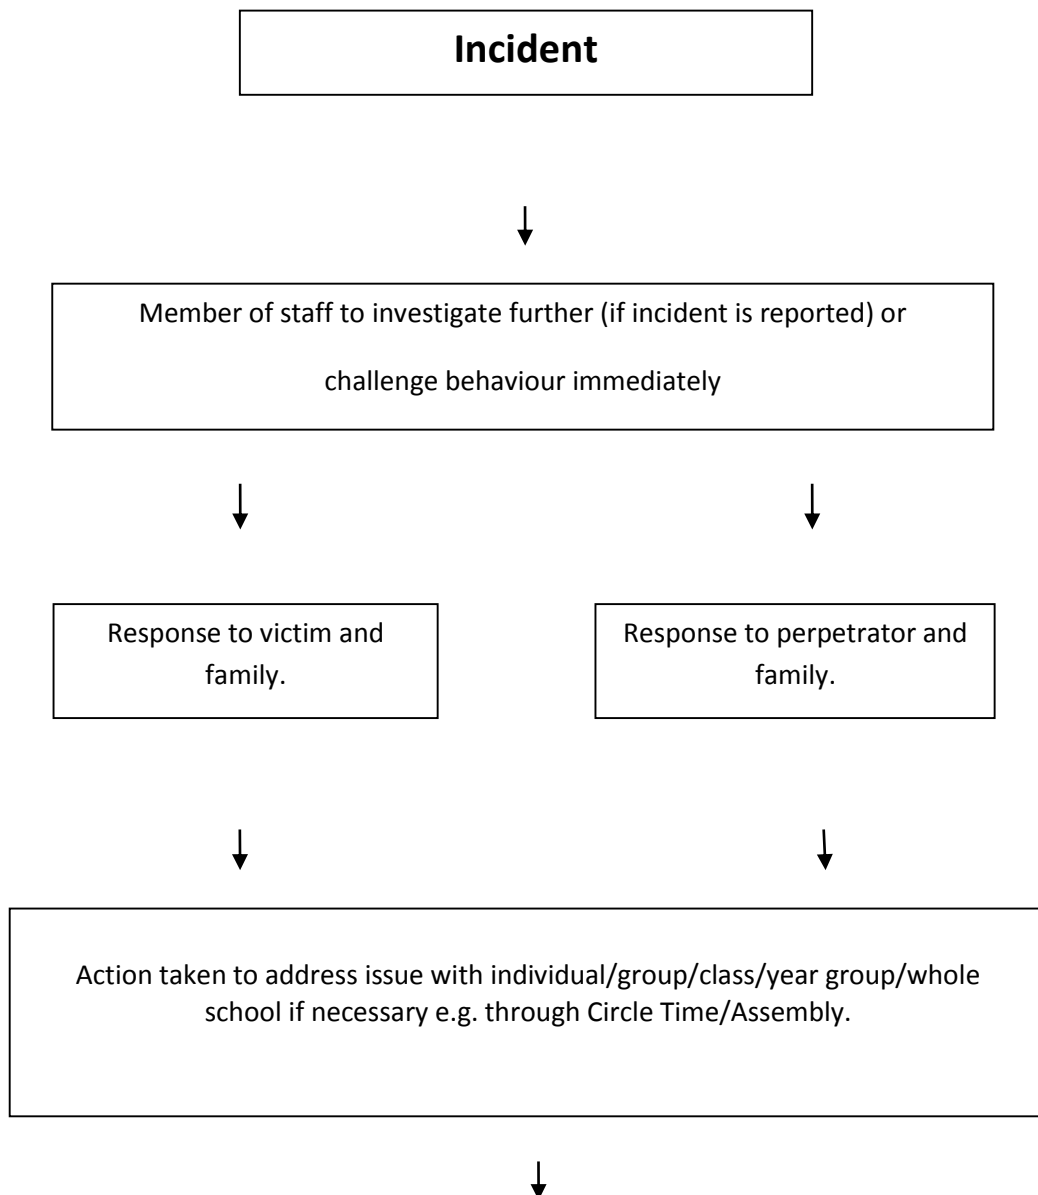 Incident
Member of staff to investigate further (if incident is reported) or
challenge behaviour immediately
Response to victim and
family.
Response to perpetrator and
family.
Action taken to address issue with individual/group/class/year group/whole
school if necessary e.g. through Circle Time/Assembly.